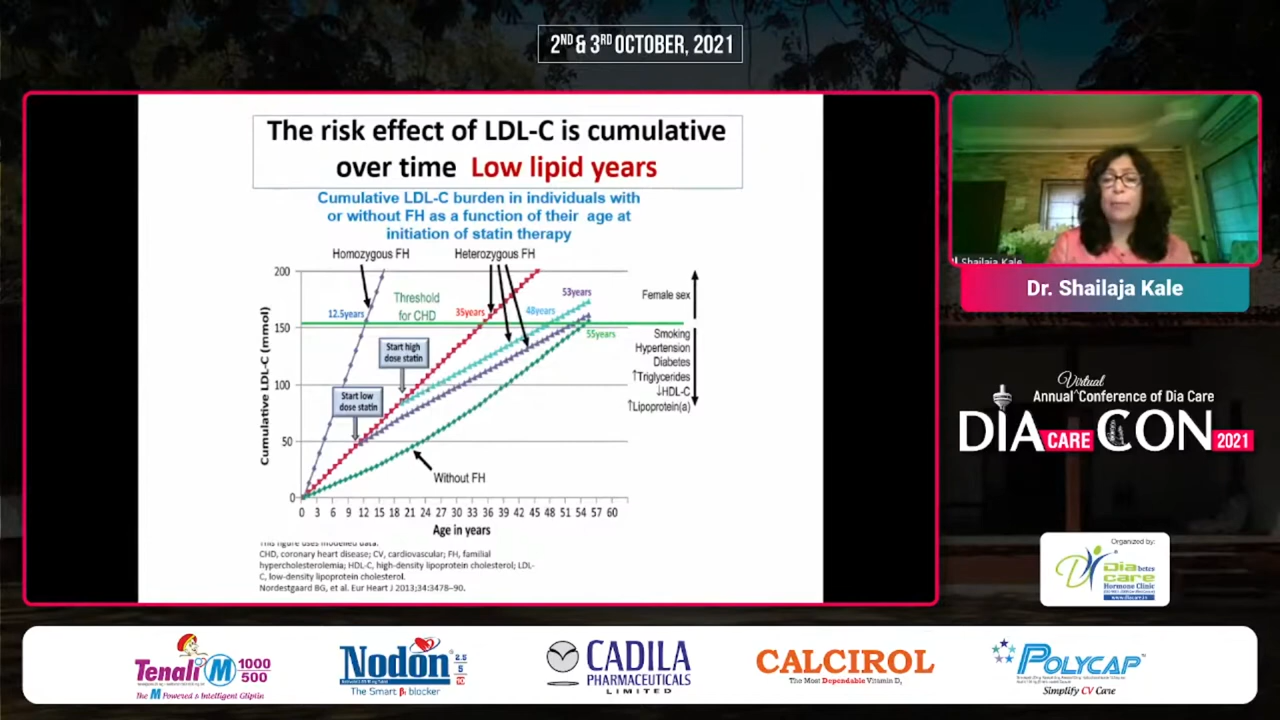 2ND & 3RD OCTOBER, 2021
The risk effect of LDL-C is cumulative
over time Low lipid years
Cumulative LDL-C burden in individuals with
or without FH as a function of their age at
initiation of statin therapy
Homozygous FH
Heterozygous FH
200
150
100
50
0
Cumulative LDL-C (mmol)
12.5years
Threshold
for CHD
35years
48years
53years
55years
Start high
dose statin
Start low
dose statin
Without FH
Female sex
Smoking
Hypertension
Diabetes
↑Triglycerides
↓HDL-C
↑Lipoprotein(a)
0 3 6 9 12 15 18 21 24 27 30 33 36 39 42 45 48 51 54 57 60
Age in years
This figure uses modelled data.
CHD, coronary heart disease; CV, cardiovascular; FH, familial
hypercholesterolemia; HDL-C, high-density lipoprotein cholesterol; LDL-
C, low-density lipoprotein cholesterol.
Nordestgaard BG, et al. Eur Heart J 2013;34:3478–90.
Shailaja Kale
Dr. Shailaja Kale
Virtual
Annual Conference of Dia Care
DIA CARE CON 2021
Organized by:
Diabetes
care
Hormone Clinic
Tenali M 1000
500
The M Powered & Intelligent Gliptin
Nodon 2.5
5
The Smart β₁ blocker
CADILA
PHARMACEUTICALS
LIMITED
CALCIROL
The Most Dependable Vitamin D₃
POLYCAP™
Simplify CV Care